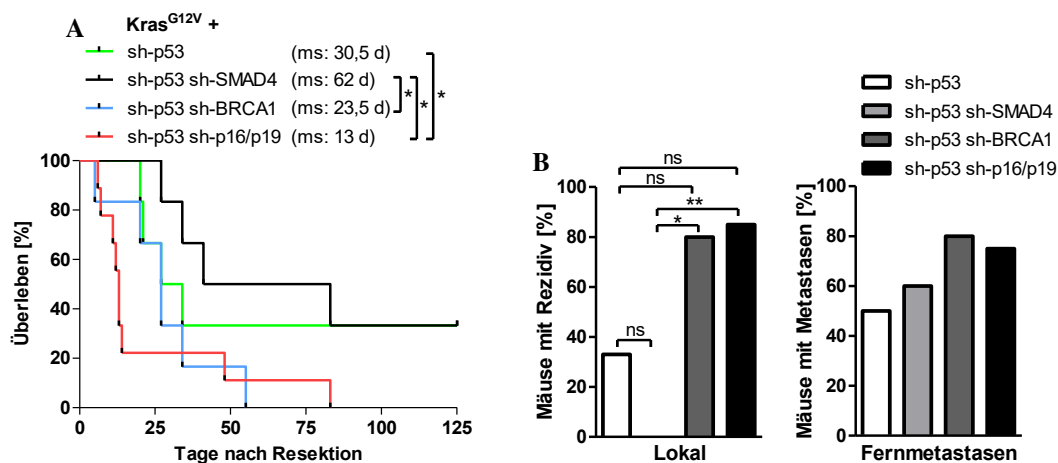 A
Kras^G12V +
sh-p53 (ms: 30,5 d)
sh-p53 sh-SMAD4 (ms: 62 d)
sh-p53 sh-BRCA1 (ms: 23,5 d)
sh-p53 sh-p16/p19 (ms: 13 d)
* * *
100
80
60
40
20
0
Überleben [%]
0 25 50 75 100 125
Tage nach Resektion
B
sh-p53
sh-p53 sh-SMAD4
sh-p53 sh-BRCA1
sh-p53 sh-p16/p19
ns
ns
**
*
ns
100
80
60
40
20
0
Mäuse mit Rezidiv [%]
Lokal
100
80
60
40
20
0
Mäuse mit Metastasen [%]
Fernmetastasen